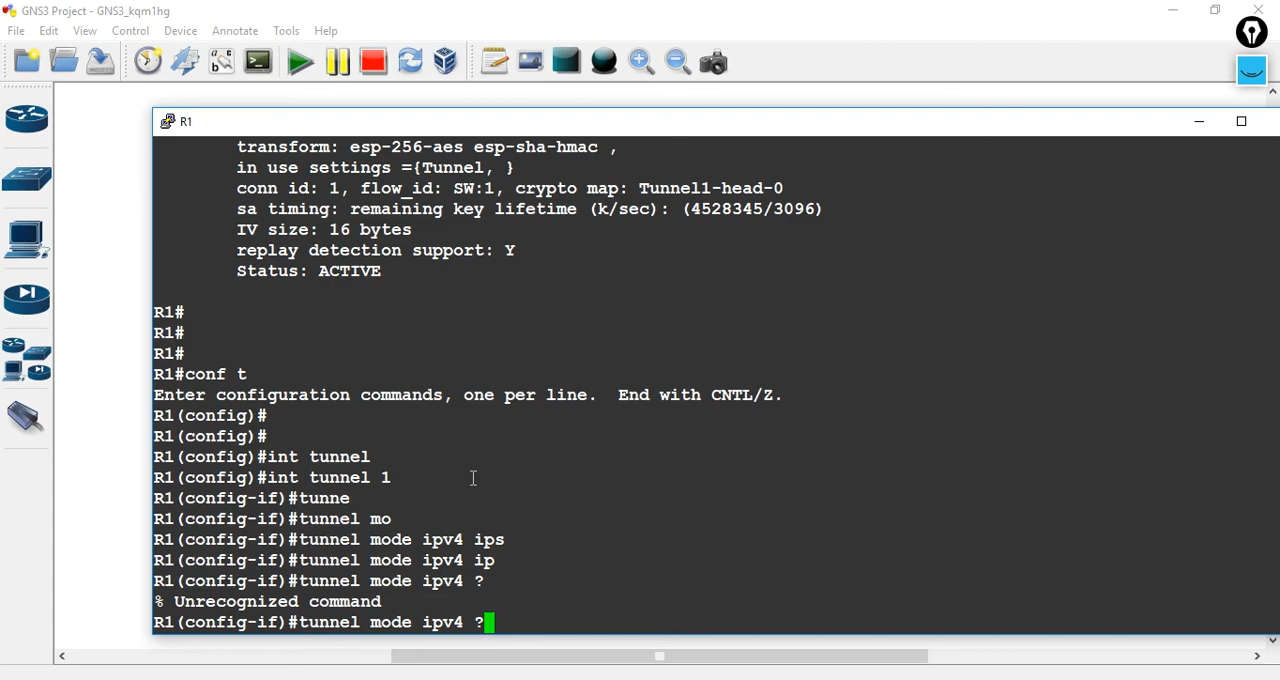 GNS3 Project - GNS3_kqm1hg
File Edit View Control Device Annotate Tools Help
R1
transform: esp-256-aes esp-sha-hmac ,
in use settings ={Tunnel, }
conn id: 1, flow_id: SW:1, crypto map: Tunnel1-head-0
sa timing: remaining key lifetime (k/sec): (4528345/3096)
IV size: 16 bytes
replay detection support: Y
Status: ACTIVE
R1#
R1#
R1#
R1#conf t
Enter configuration commands, one per line.  End with CNTL/Z.
R1(config)#
R1(config)#
R1(config)#int tunnel
R1(config)#int tunnel 1
R1(config-if)#tunne
R1(config-if)#tunnel mo
R1(config-if)#tunnel mode ipv4 ips
R1(config-if)#tunnel mode ipv4 ip
R1(config-if)#tunnel mode ipv4 ?
% Unrecognized command
R1(config-if)#tunnel mode ipv4 ?